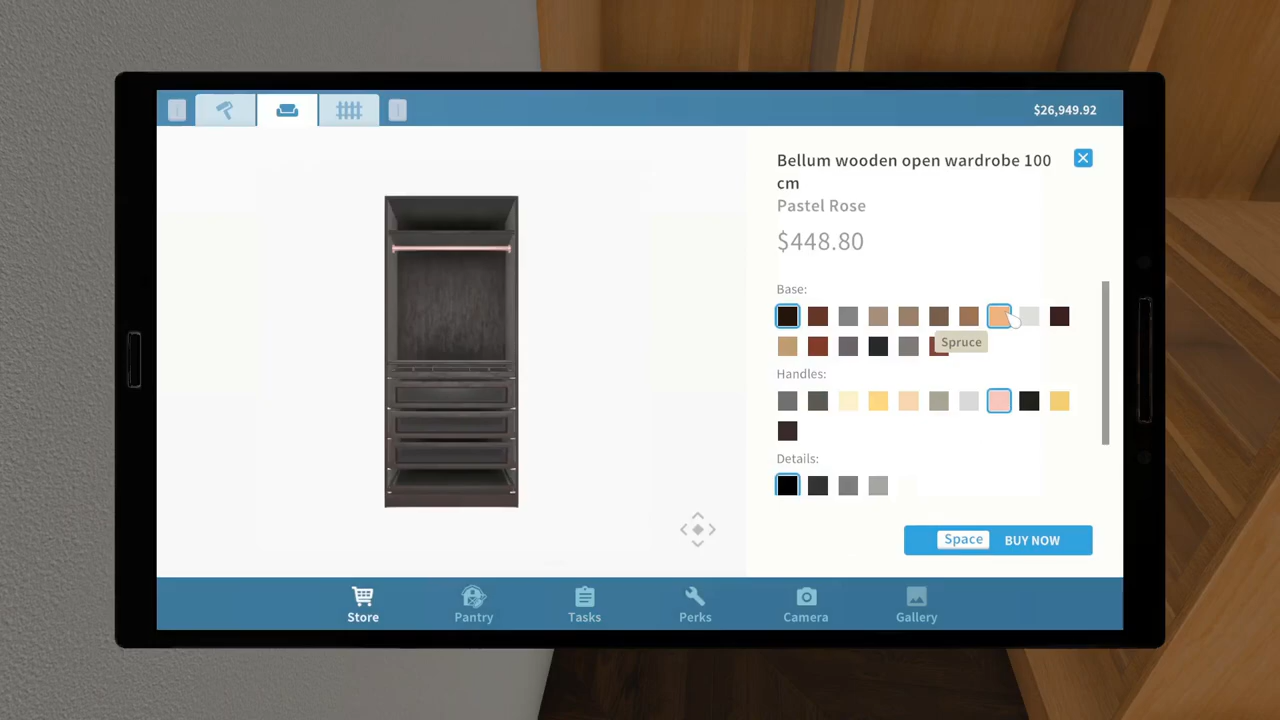 $26,949.92
Bellum wooden open wardrobe 100
cm
Pastel Rose
$448.80
Base:
Spruce
Handles:
Details:
Space BUY NOW
Store Pantry Tasks Perks Camera Gallery